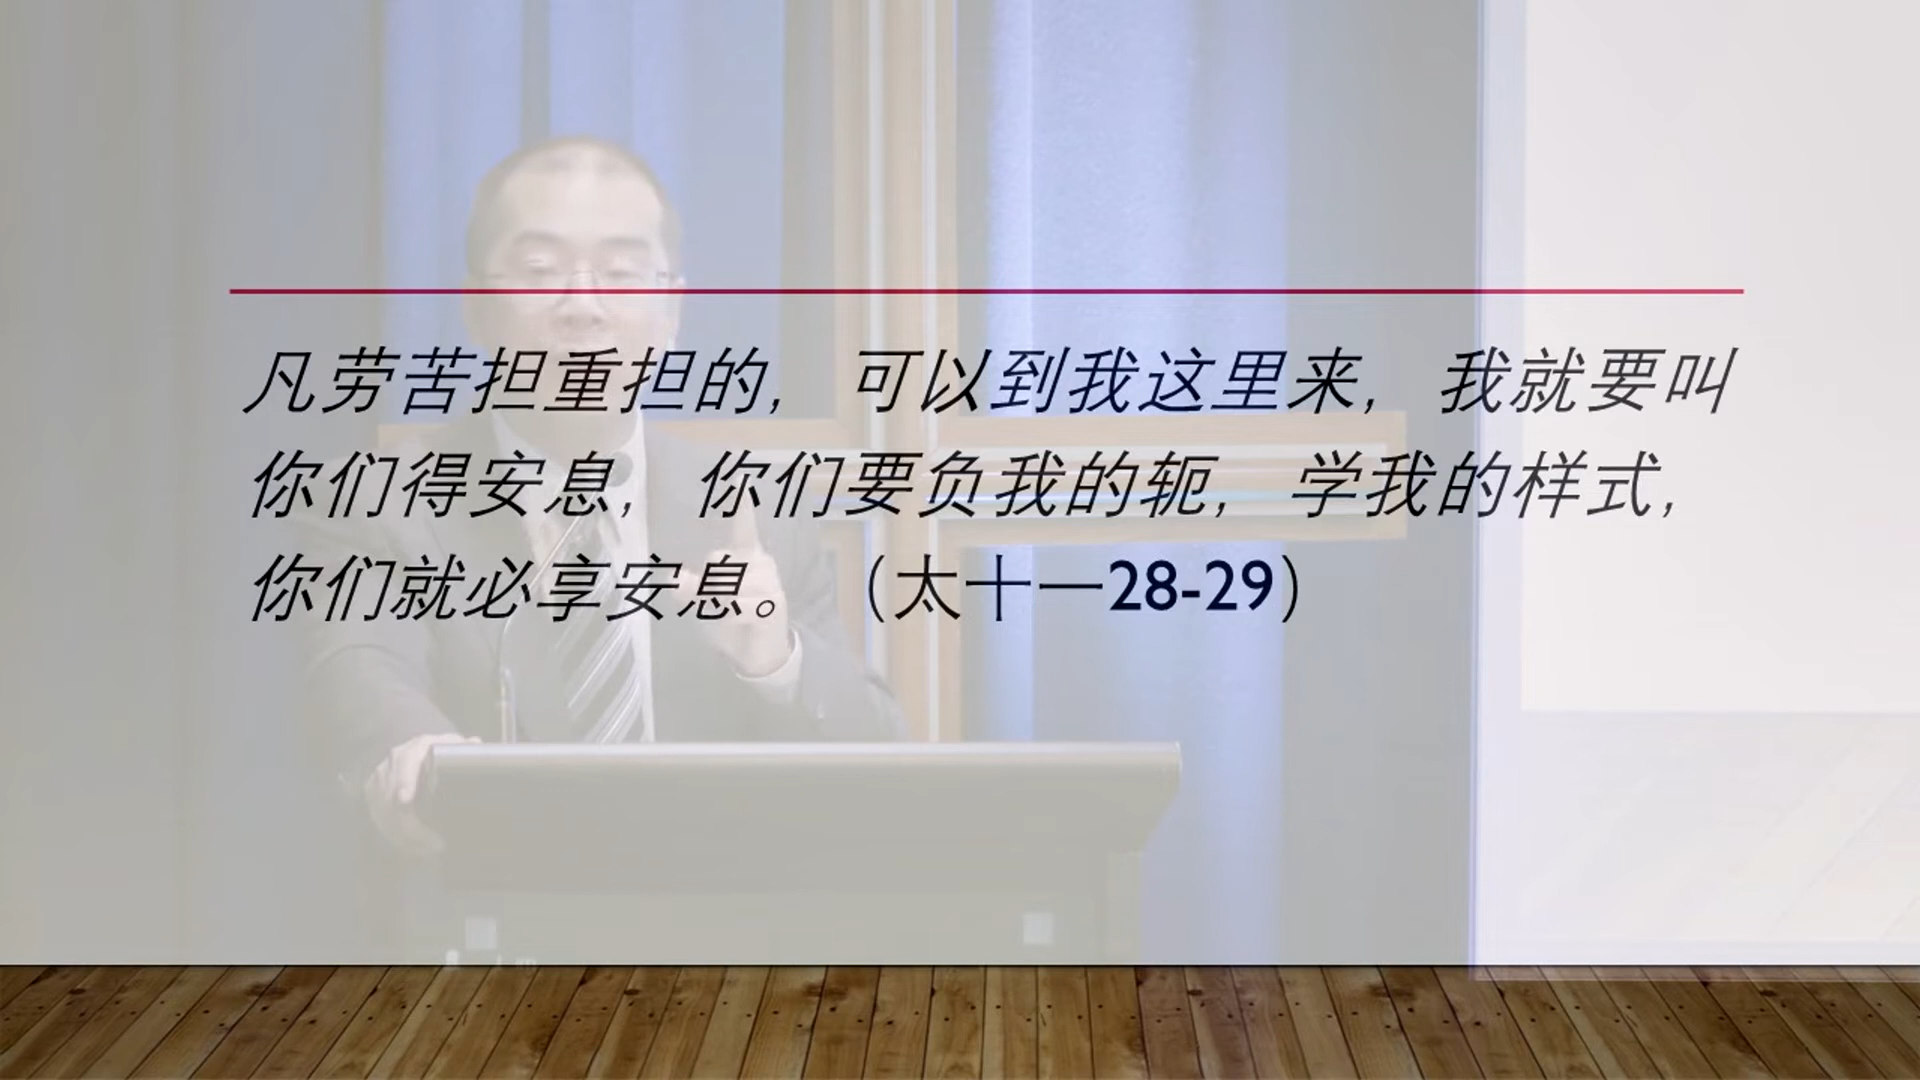 凡劳苦担重担的，可以到我这里来，我就要叫
你们得安息，你们要负我的轭，学我的样式，
你们就必享安息。（太十一28-29）